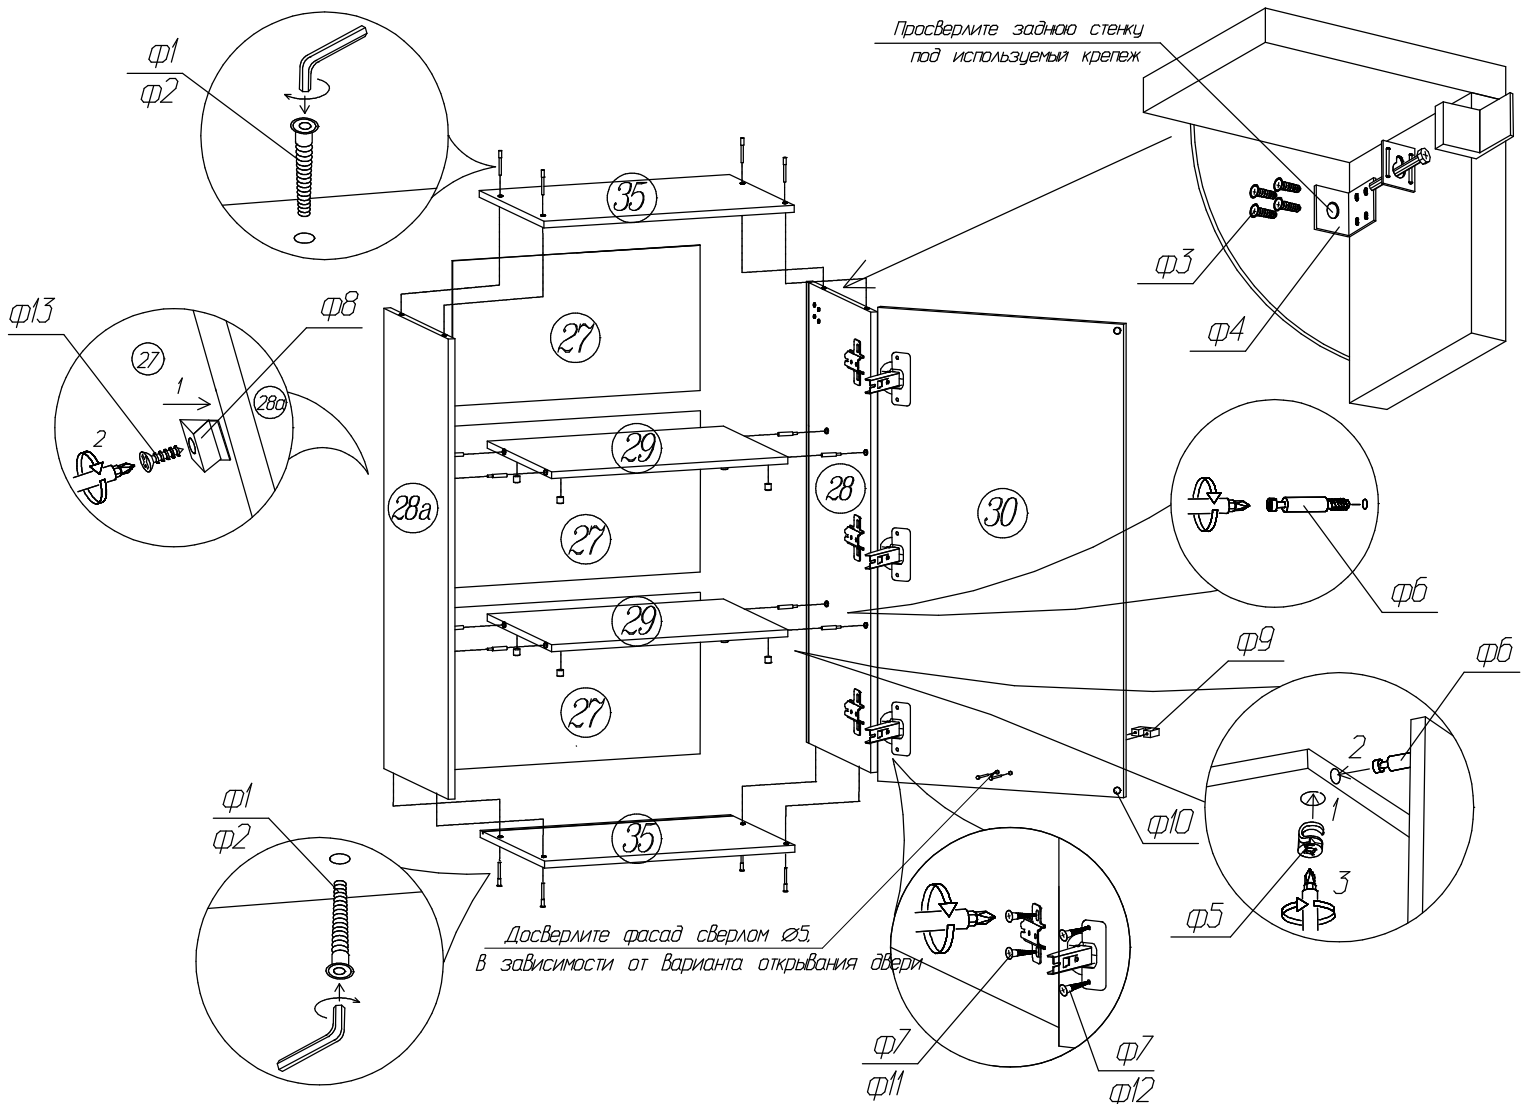 Просверлите заднюю стенку
под используемый крепеж
ф1
ф2
35
ф3
ф4
ф13
ф8
27
1
28а
2
27
29
28
28а
30
27
ф6
29
ф9
ф6
27
2
1
3
ф5
ф10
ф1
ф2
35
Досверлите фасад сверлом ⌀5,
в зависимости от варианта открывания двери
ф7
ф11
ф7
ф12